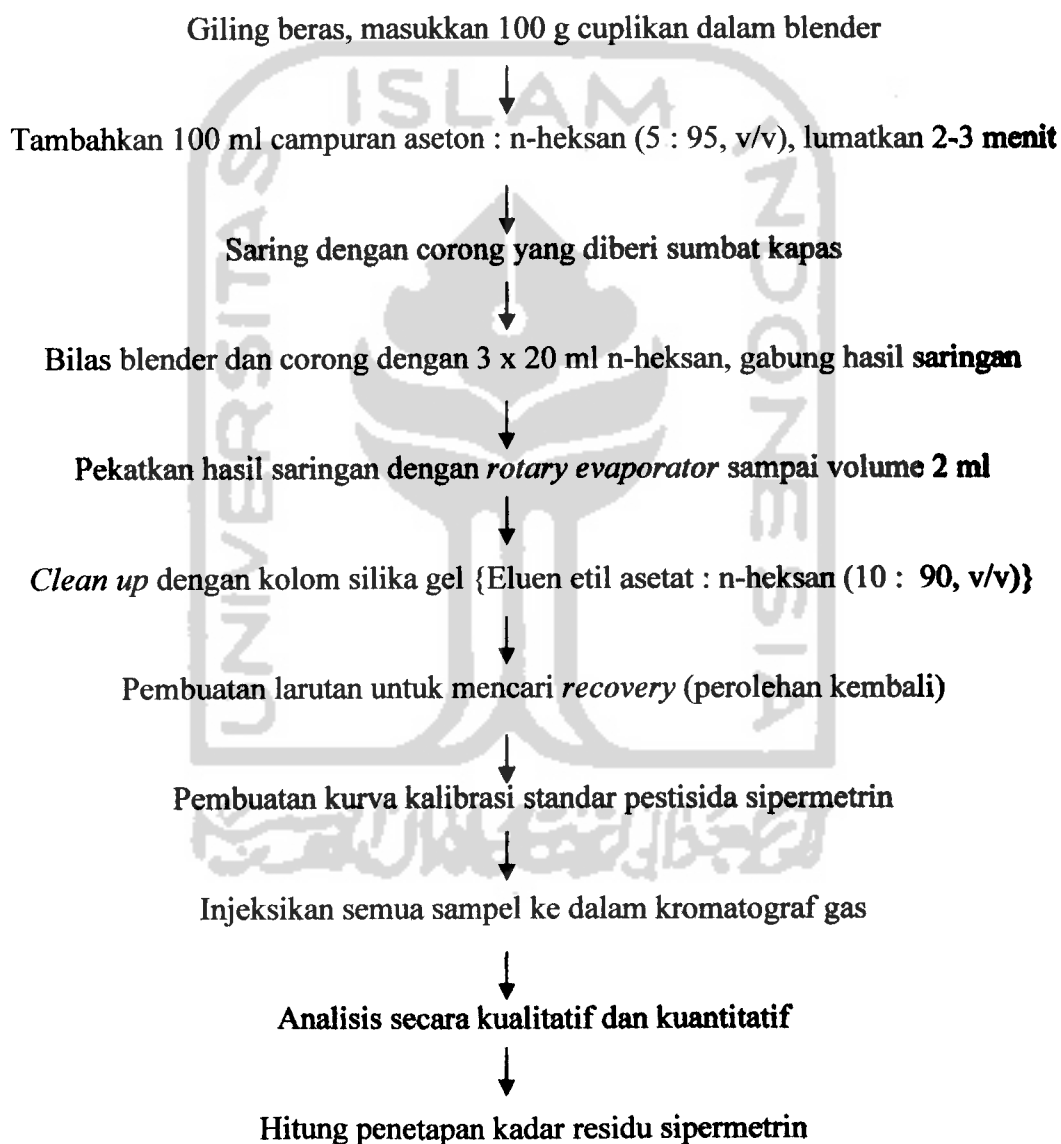 Giling beras, masukkan 100 g cuplikan dalam blender
Tambahkan 100 ml campuran aseton : n-heksan (5 : 95, v/v), lumatkan 2-3 menit
Saring dengan corong yang diberi sumbat kapas
Bilas blender dan corong dengan 3 x 20 ml n-heksan, gabung hasil saringan
Pekatkan hasil saringan dengan rotary evaporator sampai volume 2 ml
Clean up dengan kolom silika gel {Eluen etil asetat : n-heksan (10 : 90, v/v)}
Pembuatan larutan untuk mencari recovery (perolehan kembali)
Pembuatan kurva kalibrasi standar pestisida sipermetrin
Injeksikan semua sampel ke dalam kromatograf gas
Analisis secara kualitatif dan kuantitatif
Hitung penetapan kadar residu sipermetrin
ISLAM
UNIVERSITAS
INDONESIA